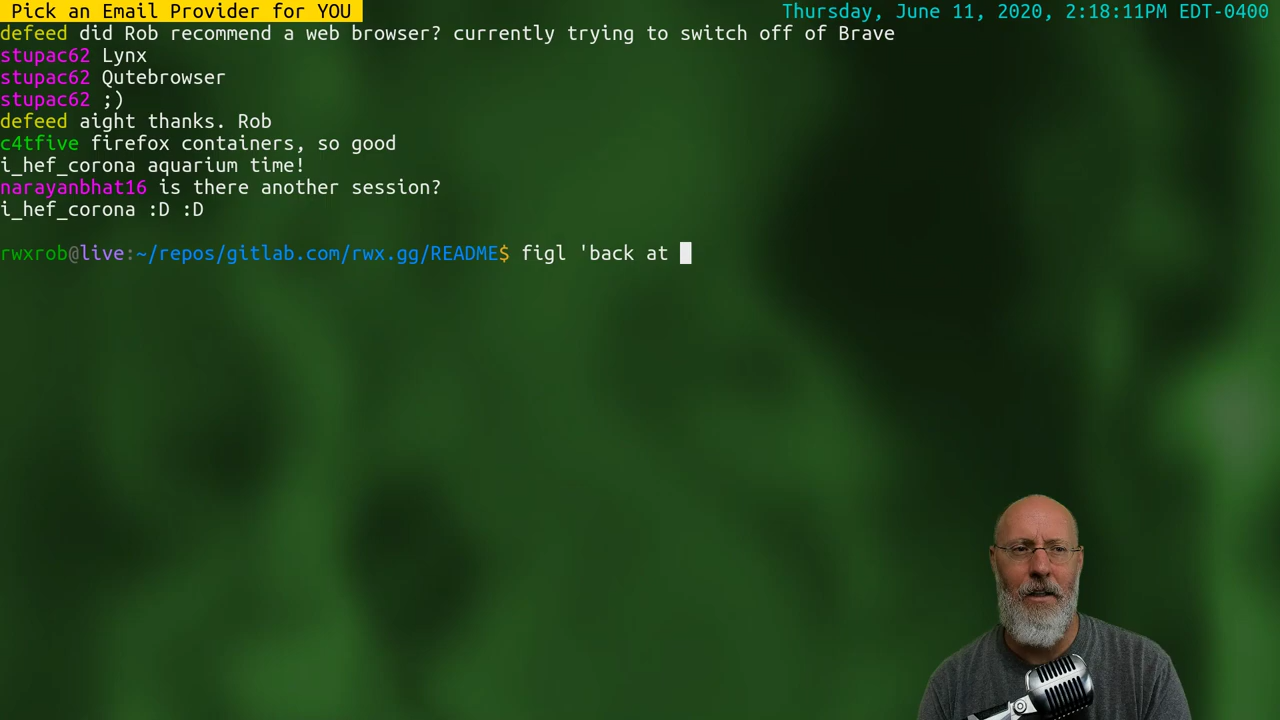 Pick an Email Provider for YOU
Thursday, June 11, 2020, 2:18:11PM EDT-0400
defeed did Rob recommend a web browser? currently trying to switch off of Brave
stupac62 Lynx
stupac62 Qutebrowser
stupac62 ;)
defeed aight thanks. Rob
c4tfive firefox containers, so good
i_hef_corona aquarium time!
narayanbhat16 is there another session?
i_hef_corona :D :D
rwxrob@live:~/repos/gitlab.com/rwx.gg/README$ figl 'back at